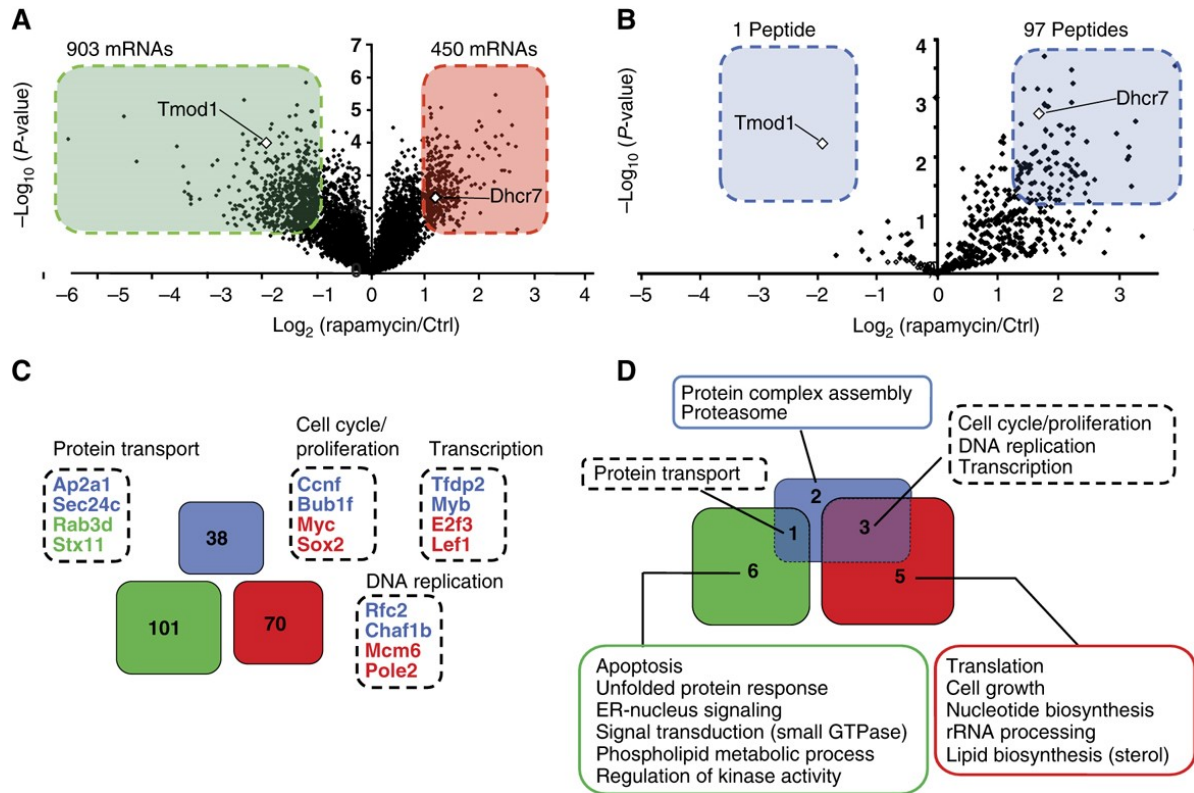 A
903 mRNAs
450 mRNAs
7
6
5
4
3
2
1
0
Tmod1
Dhcr7
–Log10 (P-value)
–6 –5 –4 –3 –2 –1 0 1 2 3 4
Log2 (rapamycin/Ctrl)
B
1 Peptide
97 Peptides
4
3
2
1
Tmod1
Dhcr7
–Log10 (P-value)
–5 –4 –3 –2 –1 0 1 2 3
Log2 (rapamycin/Ctrl)
C
Protein transport
Ap2a1
Sec24c
Rab3d
Stx11
Cell cycle/
proliferation
Ccnf
Bub1f
Myc
Sox2
Transcription
Tfdp2
Myb
E2f3
Lef1
38
101
70
DNA replication
Rfc2
Chaf1b
Mcm6
Pole2
D
Protein complex assembly
Proteasome
Cell cycle/proliferation
DNA replication
Transcription
Protein transport
2
1
3
6
5
Apoptosis
Unfolded protein response
ER-nucleus signaling
Signal transduction (small GTPase)
Phospholipid metabolic process
Regulation of kinase activity
Translation
Cell growth
Nucleotide biosynthesis
rRNA processing
Lipid biosynthesis (sterol)